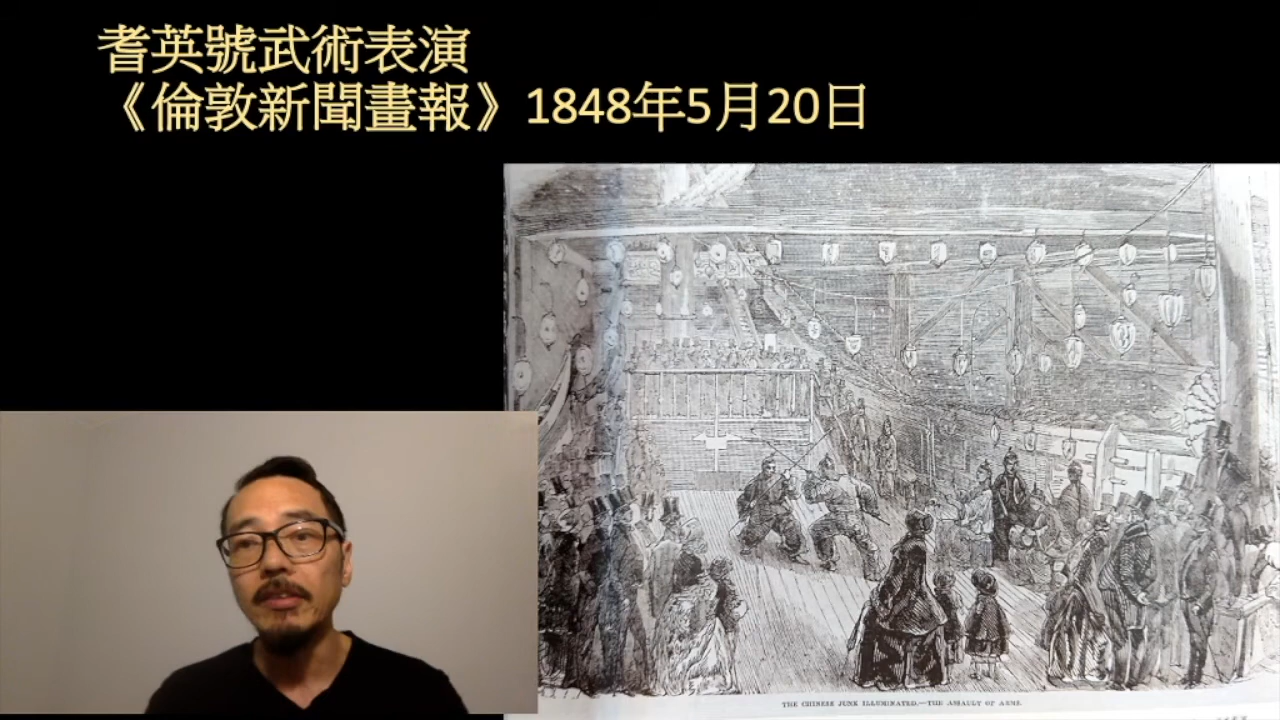 耆英號武術表演
《倫敦新聞畫報》1848年5月20日
THE CHINESE JUNK ILLUMINATED.—THE ASSAULT OF ARMS.